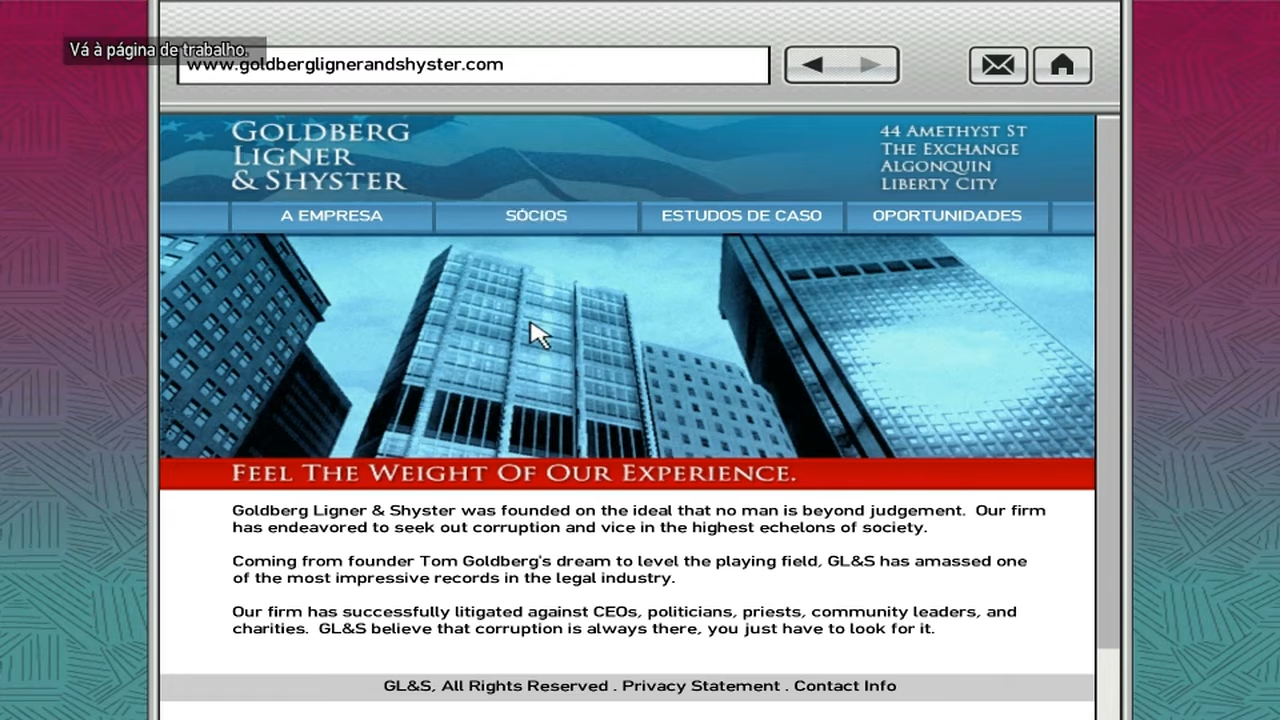 Vá à página de trabalho.
www.goldberglignerandshyster.com
GOLDBERG
LIGNER
& SHYSTER
44 AMETHYST ST
THE EXCHANGE
ALGONQUIN
LIBERTY CITY
A EMPRESA
SÓCIOS
ESTUDOS DE CASO
OPORTUNIDADES
FEEL THE WEIGHT OF OUR EXPERIENCE.
Goldberg Ligner & Shyster was founded on the ideal that no man is beyond judgement. Our firm
has endeavored to seek out corruption and vice in the highest echelons of society.
Coming from founder Tom Goldberg's dream to level the playing field, GL&S has amassed one
of the most impressive records in the legal industry.
Our firm has successfully litigated against CEOs, politicians, priests, community leaders, and
charities. GL&S believe that corruption is always there, you just have to look for it.
GL&S, All Rights Reserved . Privacy Statement . Contact Info